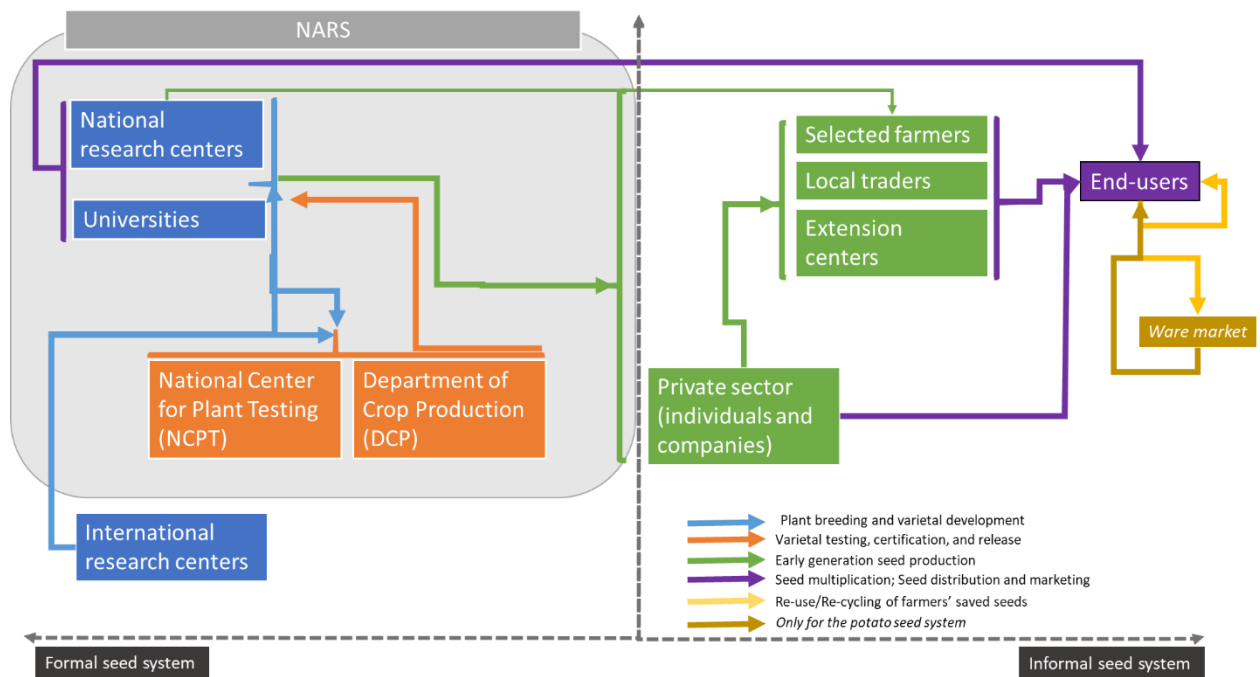 NARS
National
research centers
Universities
National Center
for Plant Testing
(NCPT)
Department of
Crop Production
(DCP)
International
research centers
Selected farmers
Local traders
Extension
centers
Private sector
(individuals and
companies)
End-users
Ware market
Plant breeding and varietal development
Varietal testing, certification, and release
Early generation seed production
Seed multiplication; Seed distribution and marketing
Re-use/Re-cycling of farmers’ saved seeds
Only for the potato seed system
Formal seed system
Informal seed system